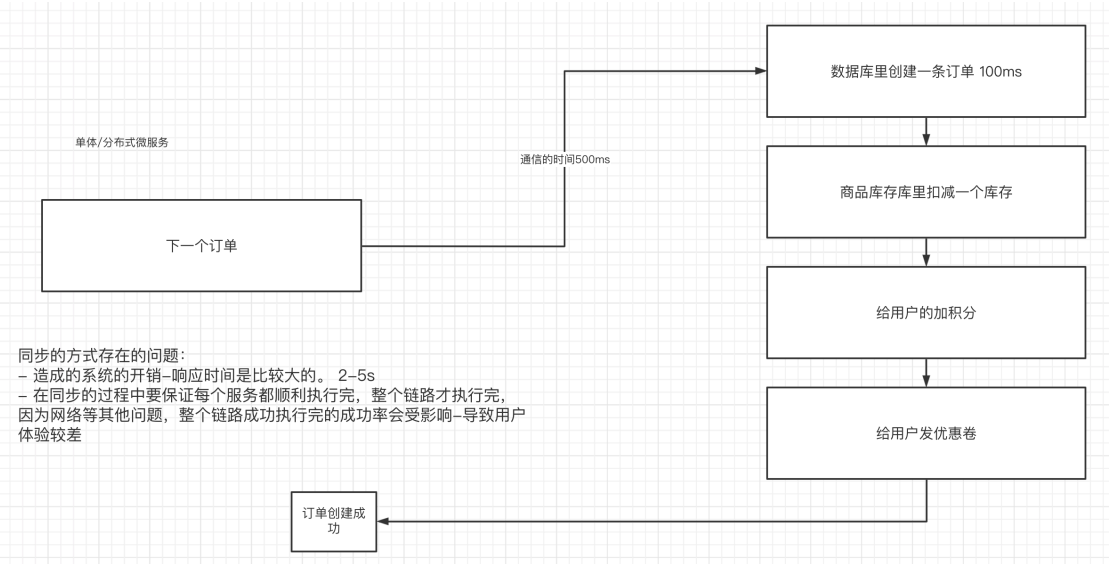 数据库里创建一条订单 100ms
单体/分布式微服务
通信的时间500ms
商品库存库里扣减一个库存
下一个订单
给用户的加积分
同步的方式存在的问题：
- 造成的系统的开销-响应时间是比较大的。 2-5s
- 在同步的过程中要保证每个服务都顺利执行完，整个链路才执行完，
因为网络等其他问题，整个链路成功执行完的成功率会受影响-导致用户
体验较差
给用户发优惠卷
订单创建成
功